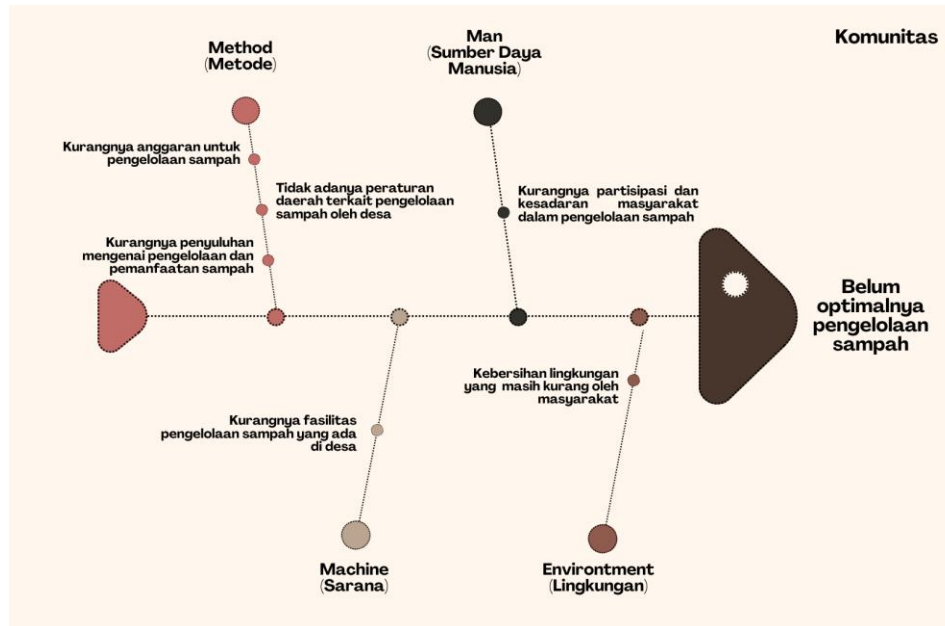 Komunitas
Method
(Metode)
Man
(Sumber Daya
Manusia)
Kurangnya anggaran untuk
pengelolaan sampah
Tidak adanya peraturan
daerah terkait pengelolaan
sampah oleh desa
Kurangnya penyuluhan
mengenai pengelolaan dan
pemanfaatan sampah
Kurangnya partisipasi dan
kesadaran masyarakat
dalam pengelolaan sampah
Belum
optimalnya
pengelolaan
sampah
Kebersihan lingkungan
yang masih kurang oleh
masyarakat
Kurangnya fasilitas
pengelolaan sampah yang ada
di desa
Machine
(Sarana)
Environtment
(Lingkungan)